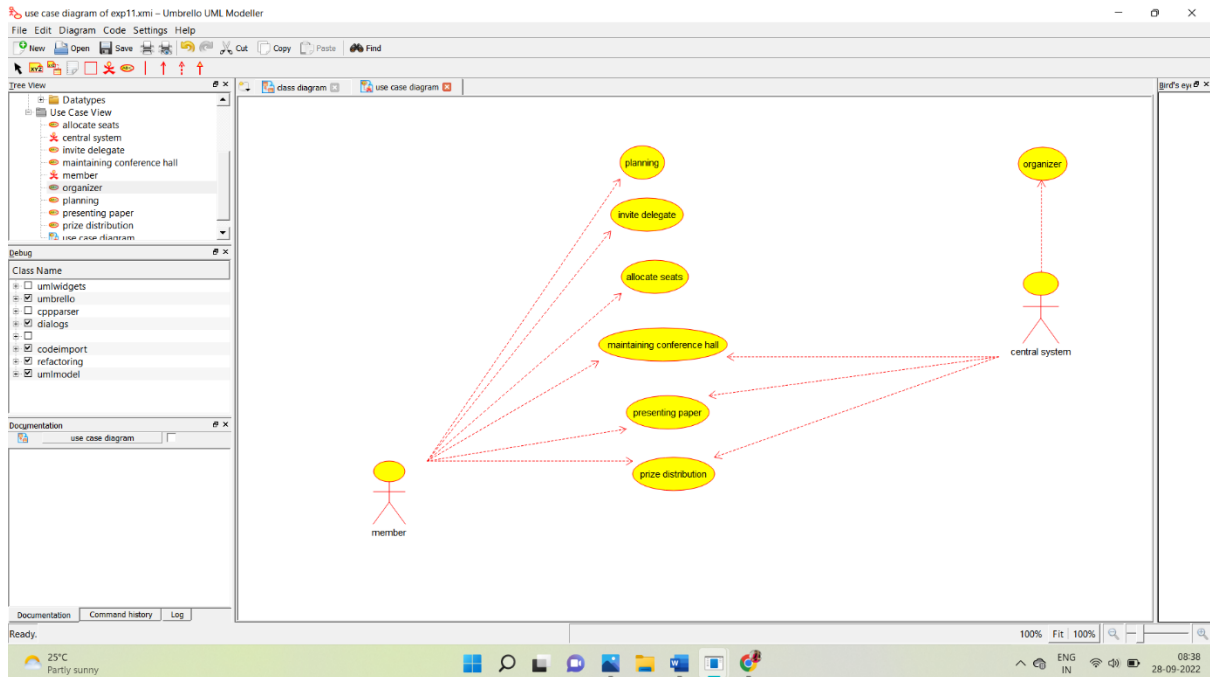 use case diagram of exp11.xmi – Umbrello UML Modeller
File Edit Diagram Code Settings Help
New Open Save Cut Copy Paste Find
xyz
Tree View
Datatypes
Use Case View
allocate seats
central system
invite delegate
maintaining conference hall
member
organizer
planning
presenting paper
prize distribution
use case diagram
Debug
Class Name
umlwidgets
umbrello
cppparser
dialogs
codeimport
refactoring
umlmodel
Documentation
use case diagram
Documentation Command history Log
class diagram use case diagram
planning
invite delegate
allocate seats
maintaining conference hall
presenting paper
prize distribution
member
organizer
central system
Bird's eye
Ready.
100% Fit 100%
25°C
Partly sunny
ENG
IN
08:38
28-09-2022